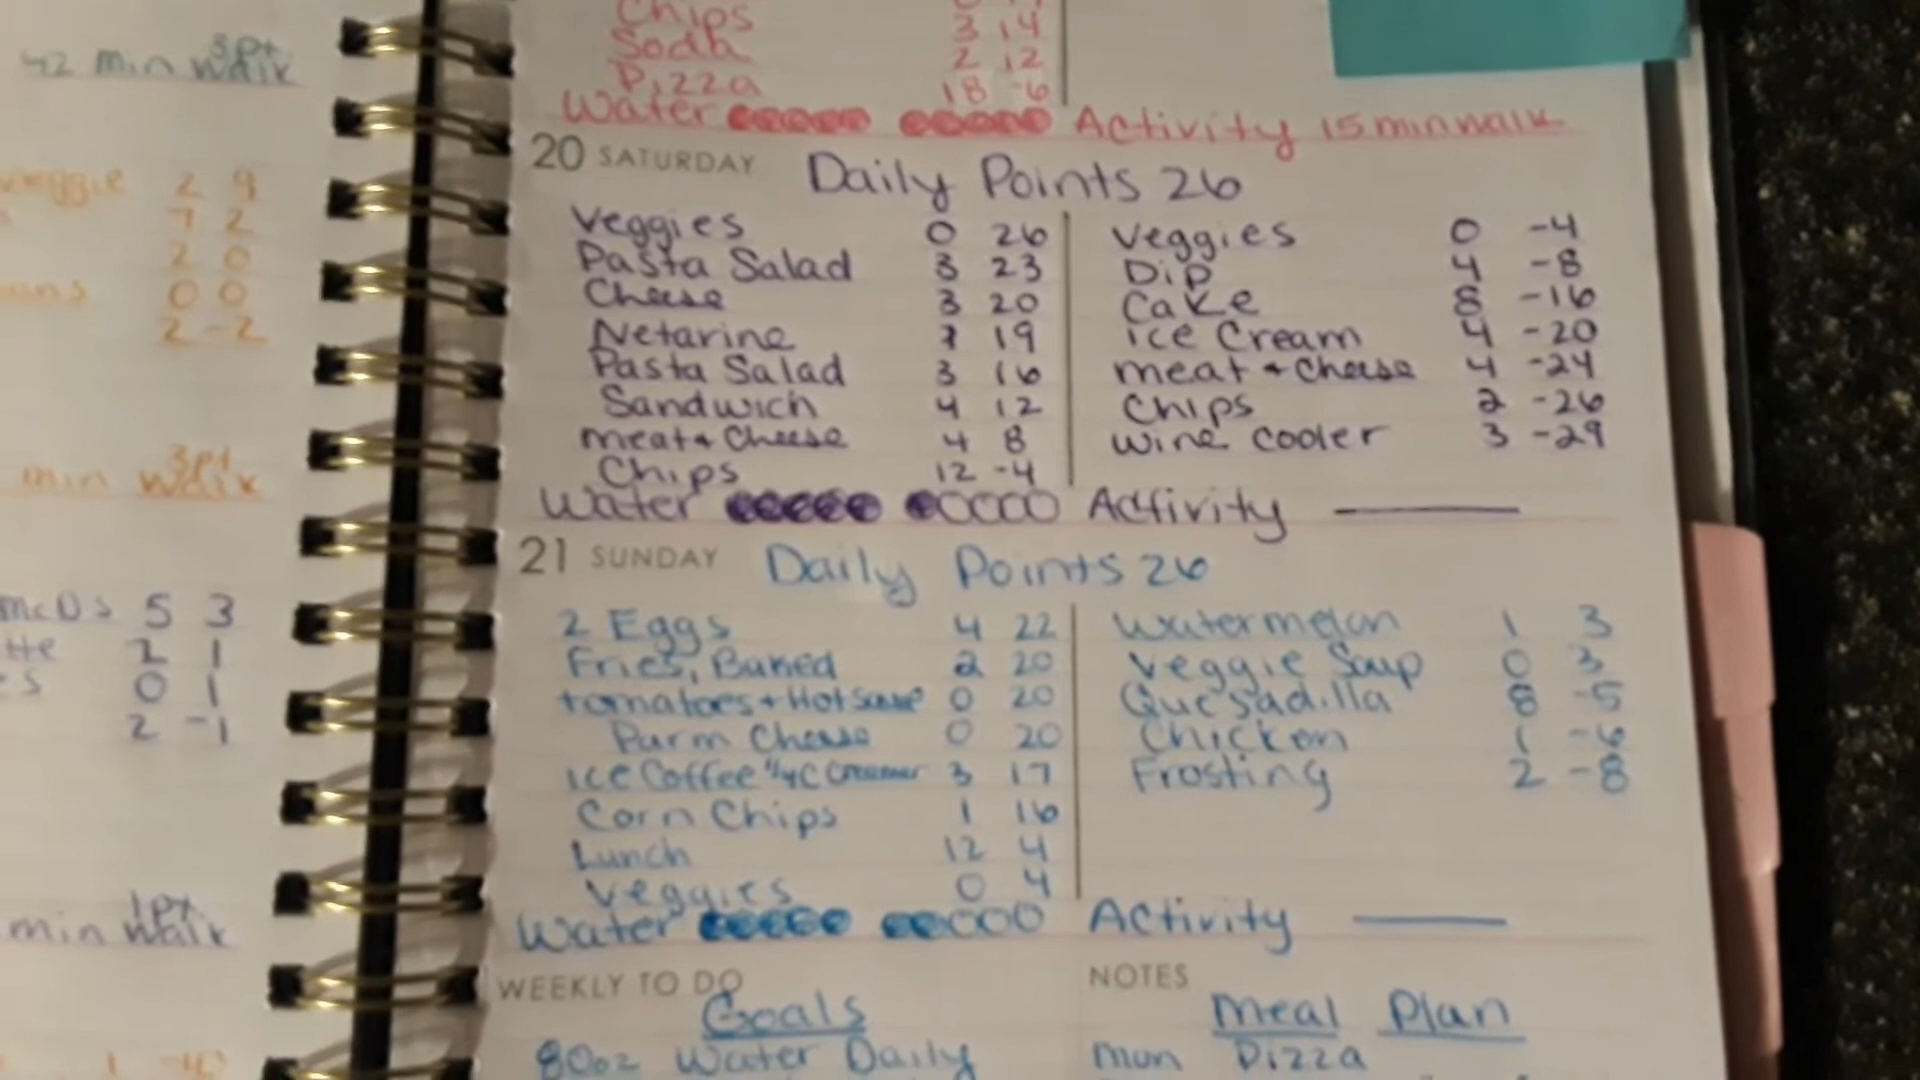 42 min walk 3pt
veggie 2 9
7 2
2 0
ans 0 0
2 -2
min walk 3pt
mcDs 5 3
tte 2 1
es 0 1
2 -1
min walk 1pt
Chips 3 14
Soda 2 12
Pizza 18 -6
Water Activity 15 min walk
20 SATURDAY Daily Points 26
Veggies 0 26
Pasta Salad 3 23
Cheese 3 20
Netarine 1 19
Pasta Salad 3 16
Sandwich 4 12
meat + Cheese 4 8
Chips 12 -4
Veggies 0 -4
Dip 4 -8
Cake 8 -16
ice Cream 4 -20
meat + Cheese 4 -24
Chips 2 -26
wine cooler 3 -29
Water Activity
21 SUNDAY Daily Points 26
2 Eggs 4 22
Fries, Baked 2 20
tomatoes + Hot Sauce 0 20
Parm Cheese 0 20
ice Coffee 1/4C Creamer 3 17
Corn Chips 1 16
Lunch 12 4
Veggies 0 4
Watermelon 1 3
Veggie Soup 0 3
Quesadilla 8 -5
Chicken 1 -6
Frosting 2 -8
Water Activity
WEEKLY TO DO
Goals
80oz Water Daily
NOTES
Meal Plan
mon Pizza